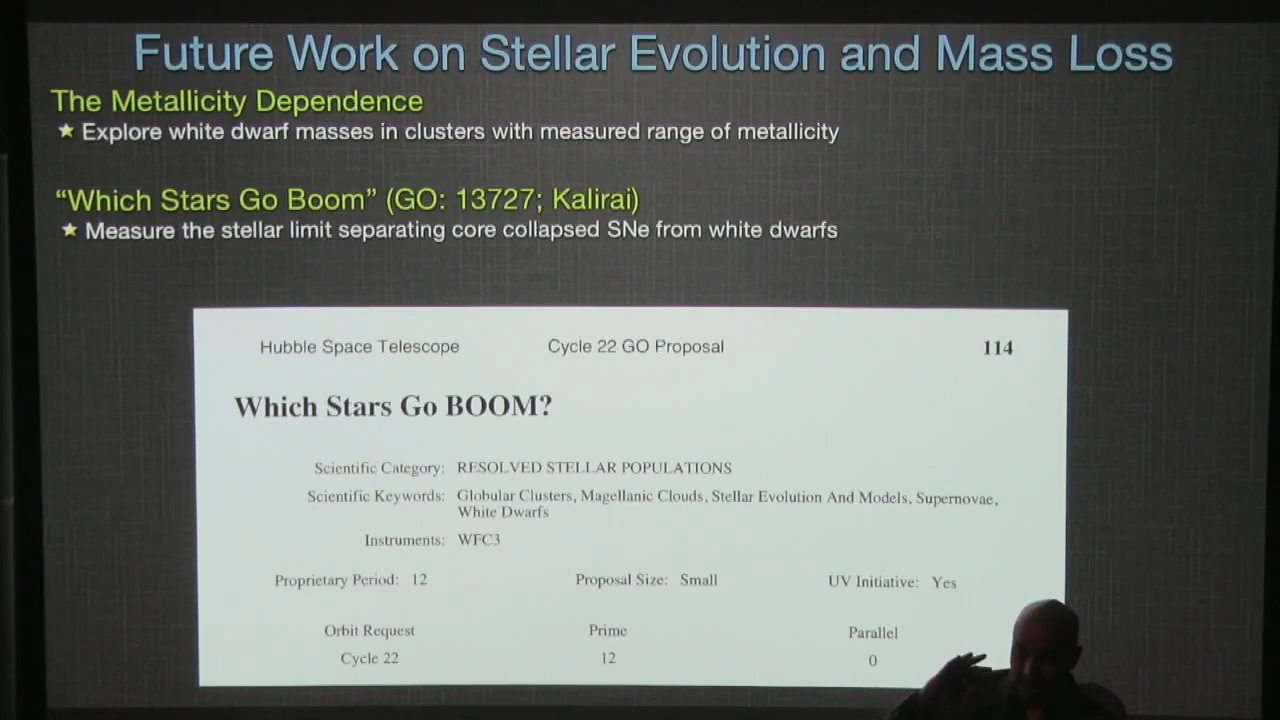 Future Work on Stellar Evolution and Mass Loss
The Metallicity Dependence
★ Explore white dwarf masses in clusters with measured range of metallicity
“Which Stars Go Boom” (GO: 13727; Kalirai)
★ Measure the stellar limit separating core collapsed SNe from white dwarfs
Hubble Space Telescope Cycle 22 GO Proposal 114
Which Stars Go BOOM?
Scientific Category: RESOLVED STELLAR POPULATIONS
Scientific Keywords: Globular Clusters, Magellanic Clouds, Stellar Evolution And Models, Supernovae,
White Dwarfs
Instruments: WFC3
Proprietary Period: 12 Proposal Size: Small UV Initiative: Yes
Orbit Request Prime Parallel
Cycle 22 12 0